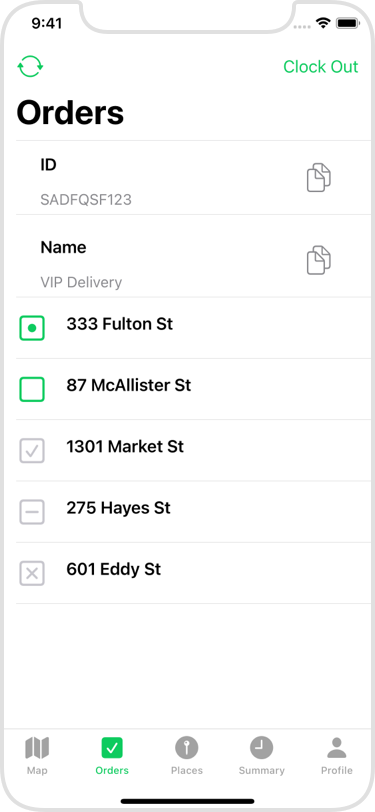 9:41
Clock Out
Orders
ID
SADFQSF123
Name
VIP Delivery
333 Fulton St
87 McAllister St
1301 Market St
275 Hayes St
601 Eddy St
Map Orders Places Summary Profile